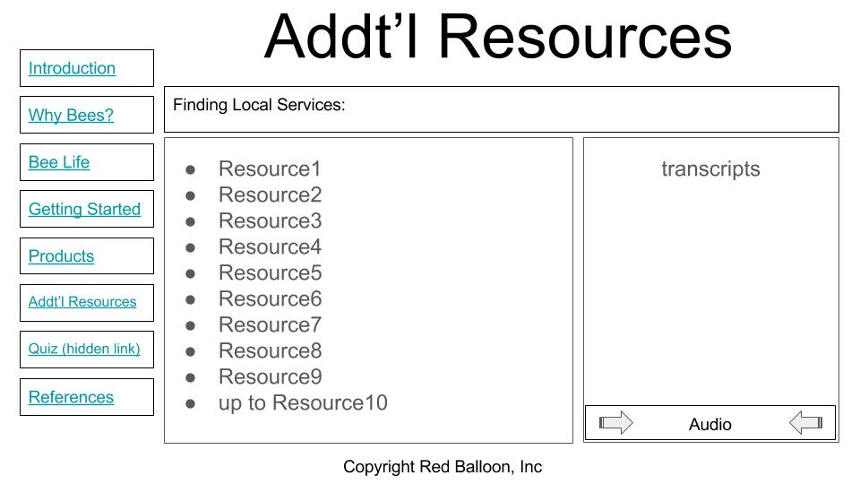 Addt’l Resources
Introduction
Why Bees?
Bee Life
Getting Started
Products
Addt’l Resources
Quiz (hidden link)
References
Finding Local Services:
● Resource1
● Resource2
● Resource3
● Resource4
● Resource5
● Resource6
● Resource7
● Resource8
● Resource9
● up to Resource10
transcripts
Audio
Copyright Red Balloon, Inc